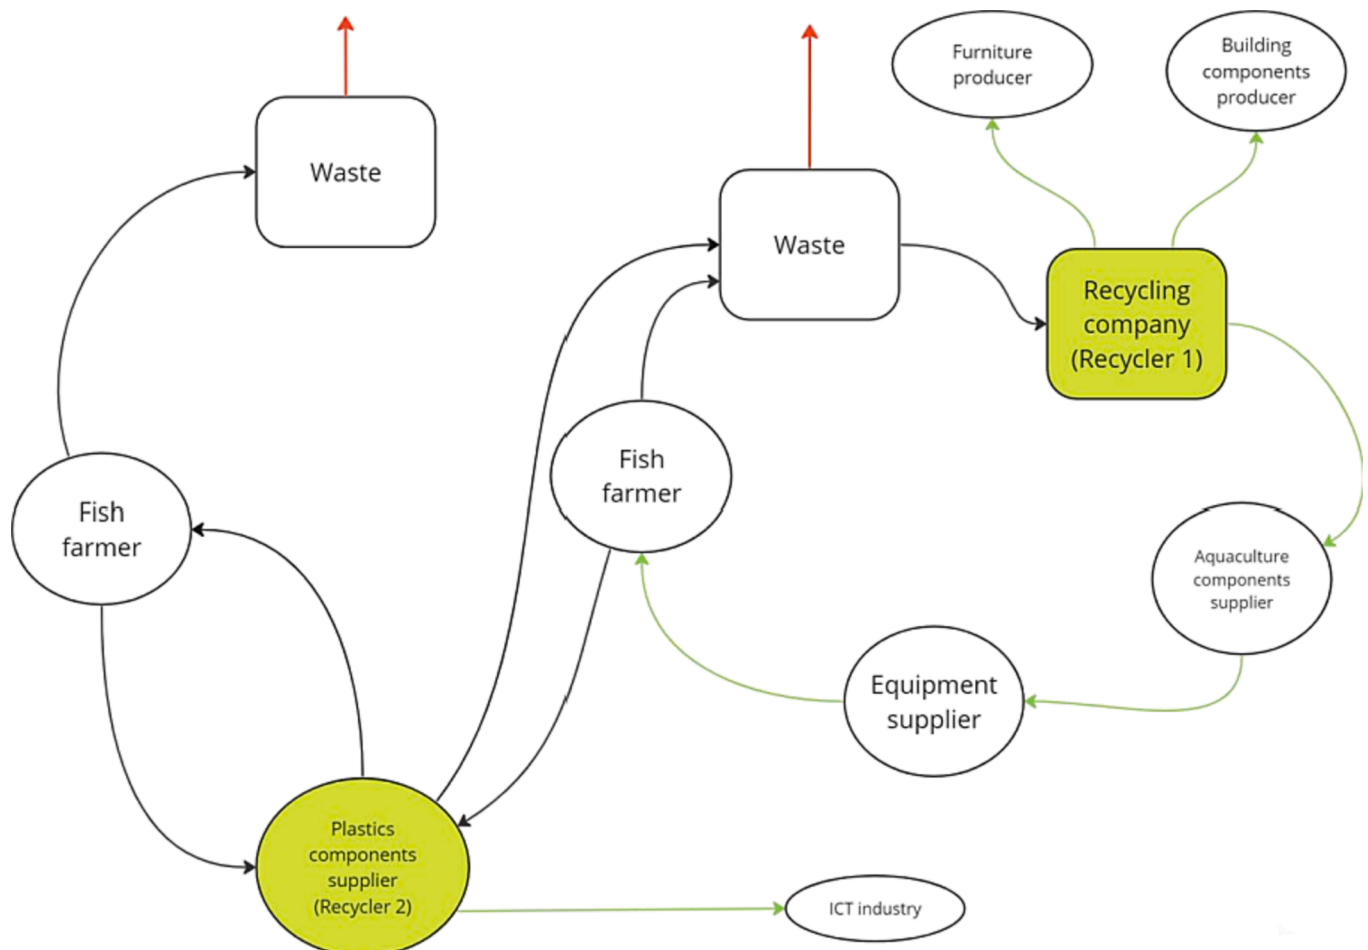 Furniture
producer
Building
components
producer
Waste
Waste
Recycling
company
(Recycler 1)
Fish
farmer
Fish
farmer
Aquaculture
components
supplier
Equipment
supplier
Plastics
components
supplier
(Recycler 2)
ICT industry